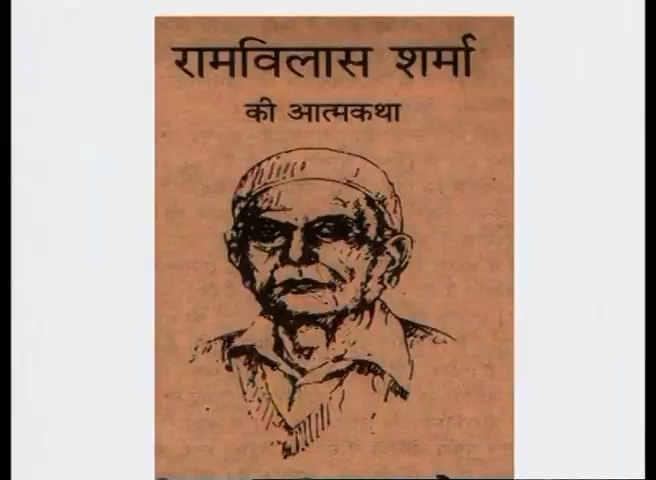 रामविलास शर्मा
की आत्मकथा